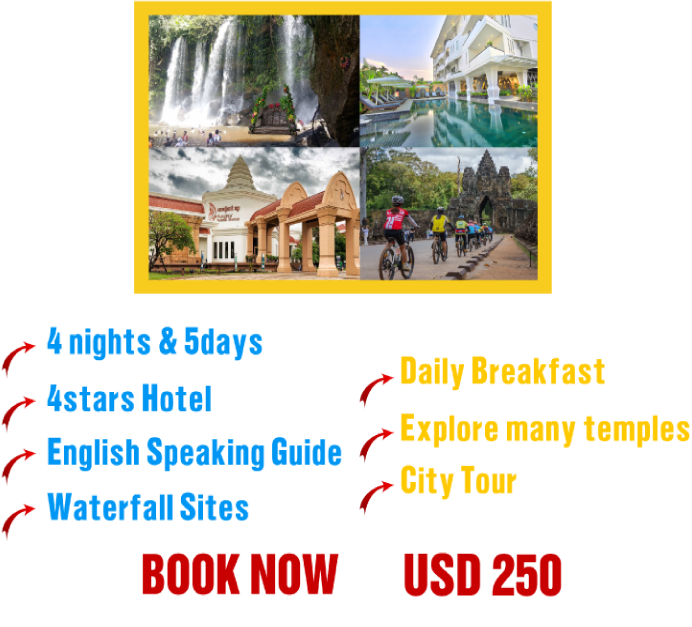 4 nights & 5days
4stars Hotel
English Speaking Guide
Waterfall Sites
Daily Breakfast
Explore many temples
City Tour
BOOK NOW USD 250